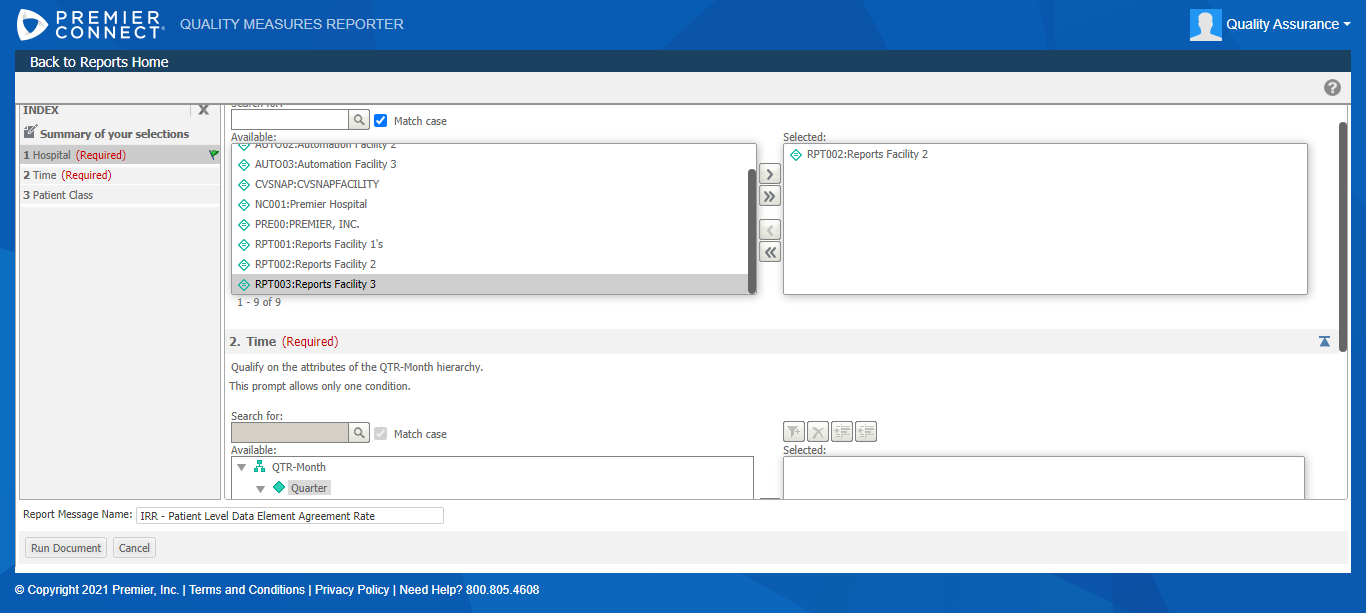 PREMIER CONNECT
QUALITY MEASURES REPORTER
Quality Assurance
Back to Reports Home
?
INDEX
X
Summary of your selections
1 Hospital (Required)
2 Time (Required)
3 Patient Class
Search for:
Match case
Available:
AUTO02:Automation Facility 2
AUTO03:Automation Facility 3
CVSNAP:CVSNAPFACILITY
NC001:Premier Hospital
PRE00:PREMIER, INC.
RPT001:Reports Facility 1's
RPT002:Reports Facility 2
RPT003:Reports Facility 3
1 - 9 of 9
Selected:
RPT002:Reports Facility 2
2. Time (Required)
Qualify on the attributes of the QTR-Month hierarchy.
This prompt allows only one condition.
Search for:
Match case
Available:
QTR-Month
Quarter
Selected:
Report Message Name: IRR - Patient Level Data Element Agreement Rate
Run Document Cancel
© Copyright 2021 Premier, Inc. | Terms and Conditions | Privacy Policy | Need Help? 800.805.4608